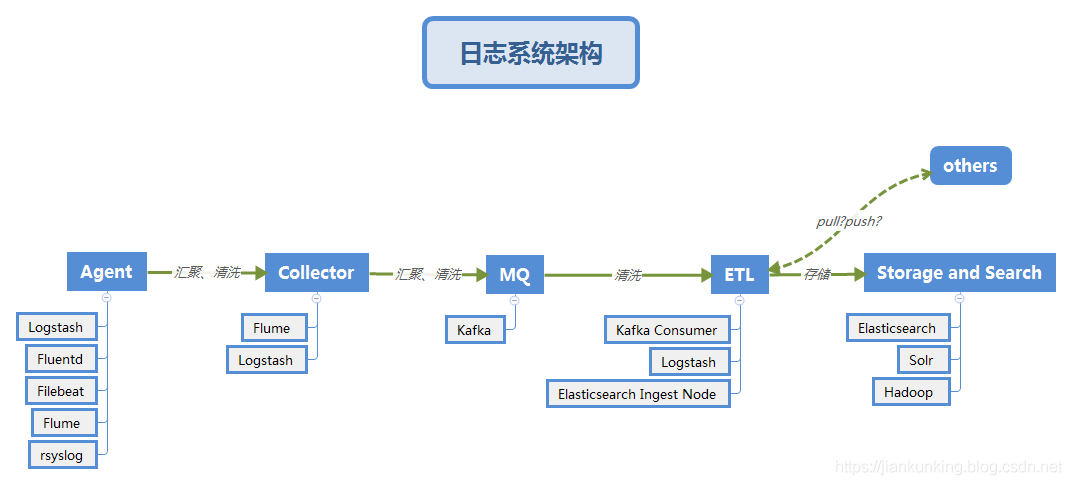 日志系统架构
others
pull?push?
Agent
汇聚、清洗
Collector
汇聚、清洗
MQ
清洗
ETL
存储
Storage and Search
Logstash
Fluentd
Filebeat
Flume
rsyslog
Flume
Logstash
Kafka
Kafka Consumer
Logstash
Elasticsearch Ingest Node
Elasticsearch
Solr
Hadoop
https://jiankunking.blog.csdn.net